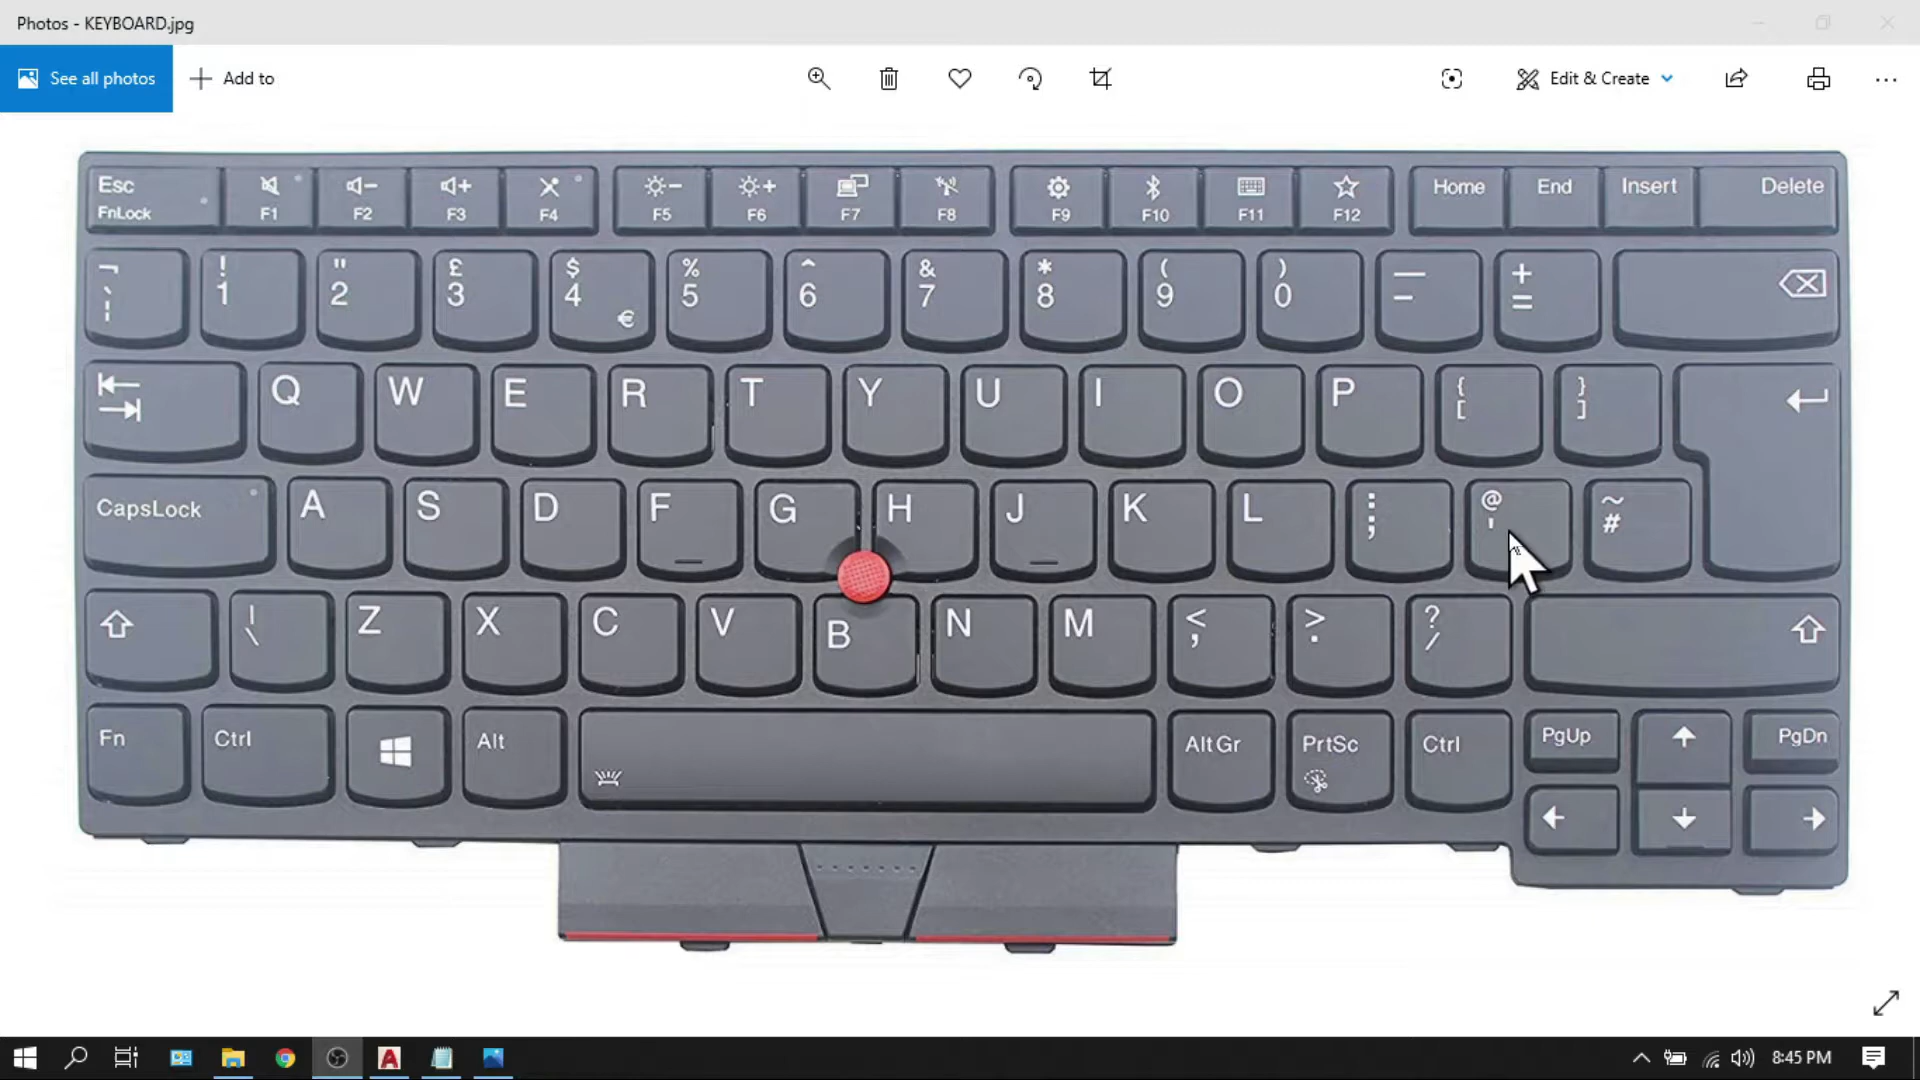 Photos - KEYBOARD.jpg
See all photos
Add to
Edit & Create
Esc
FnLock
F1
F2
F3
F4
F5
F6
F7
F8
F9
F10
F11
F12
Home
End
Insert
Delete
¬ ` ¦
! 1
" 2
£ 3
$ 4 €
% 5
^ 6
& 7
* 8
( 9
) 0
_ -
+ =
Q W E R T Y U I O P
{ [
} ]
CapsLock
A S D F G H J K L
: ;
@ '
~ #
| \
Z X C V B N M
< ,
> .
? /
Fn
Ctrl
Alt
AltGr
PrtSc
Ctrl
PgUp
PgDn
8:45 PM